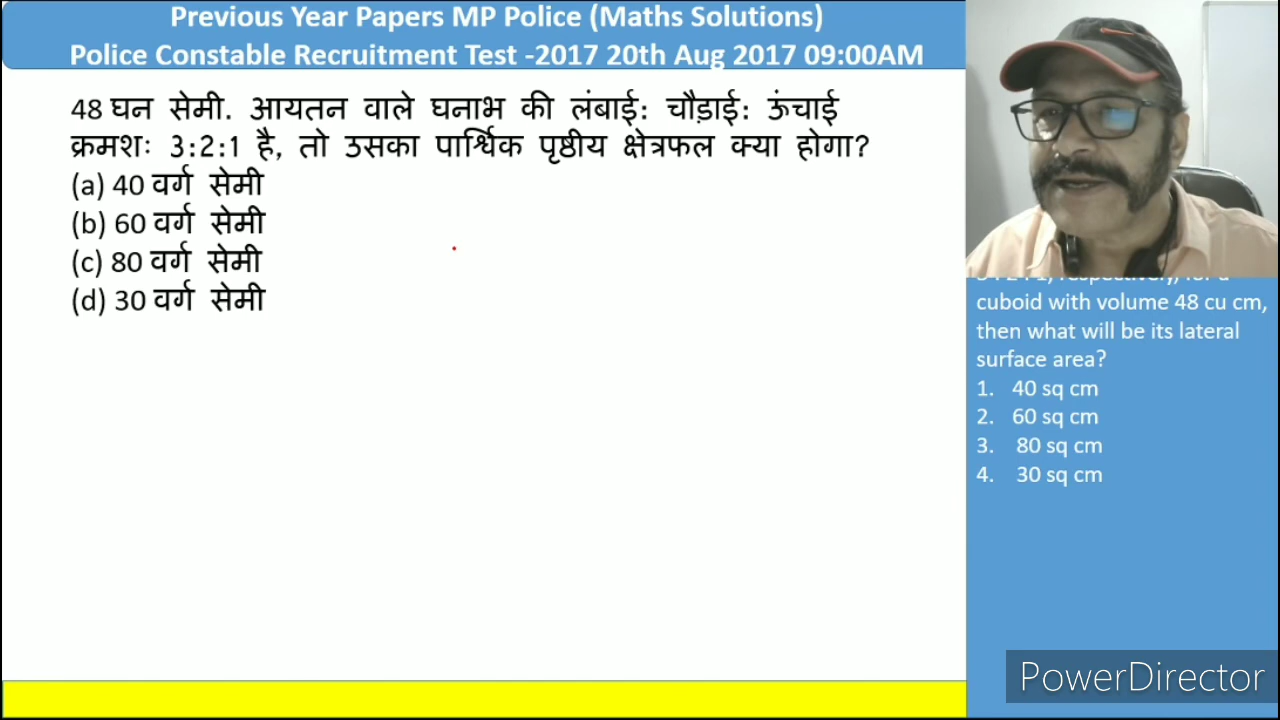 Previous Year Papers MP Police (Maths Solutions)
Police Constable Recruitment Test -2017 20th Aug 2017 09:00AM
48 घन सेमी. आयतन वाले घनाभ की लंबाई: चौड़ाई: ऊंचाई
क्रमशः 3:2:1 है, तो उसका पार्श्विक पृष्ठीय क्षेत्रफल क्या होगा?
(a) 40 वर्ग सेमी
(b) 60 वर्ग सेमी
(c) 80 वर्ग सेमी
(d) 30 वर्ग सेमी
cuboid with volume 48 cu cm,
then what will be its lateral
surface area?
1. 40 sq cm
2. 60 sq cm
3. 80 sq cm
4. 30 sq cm
PowerDirector